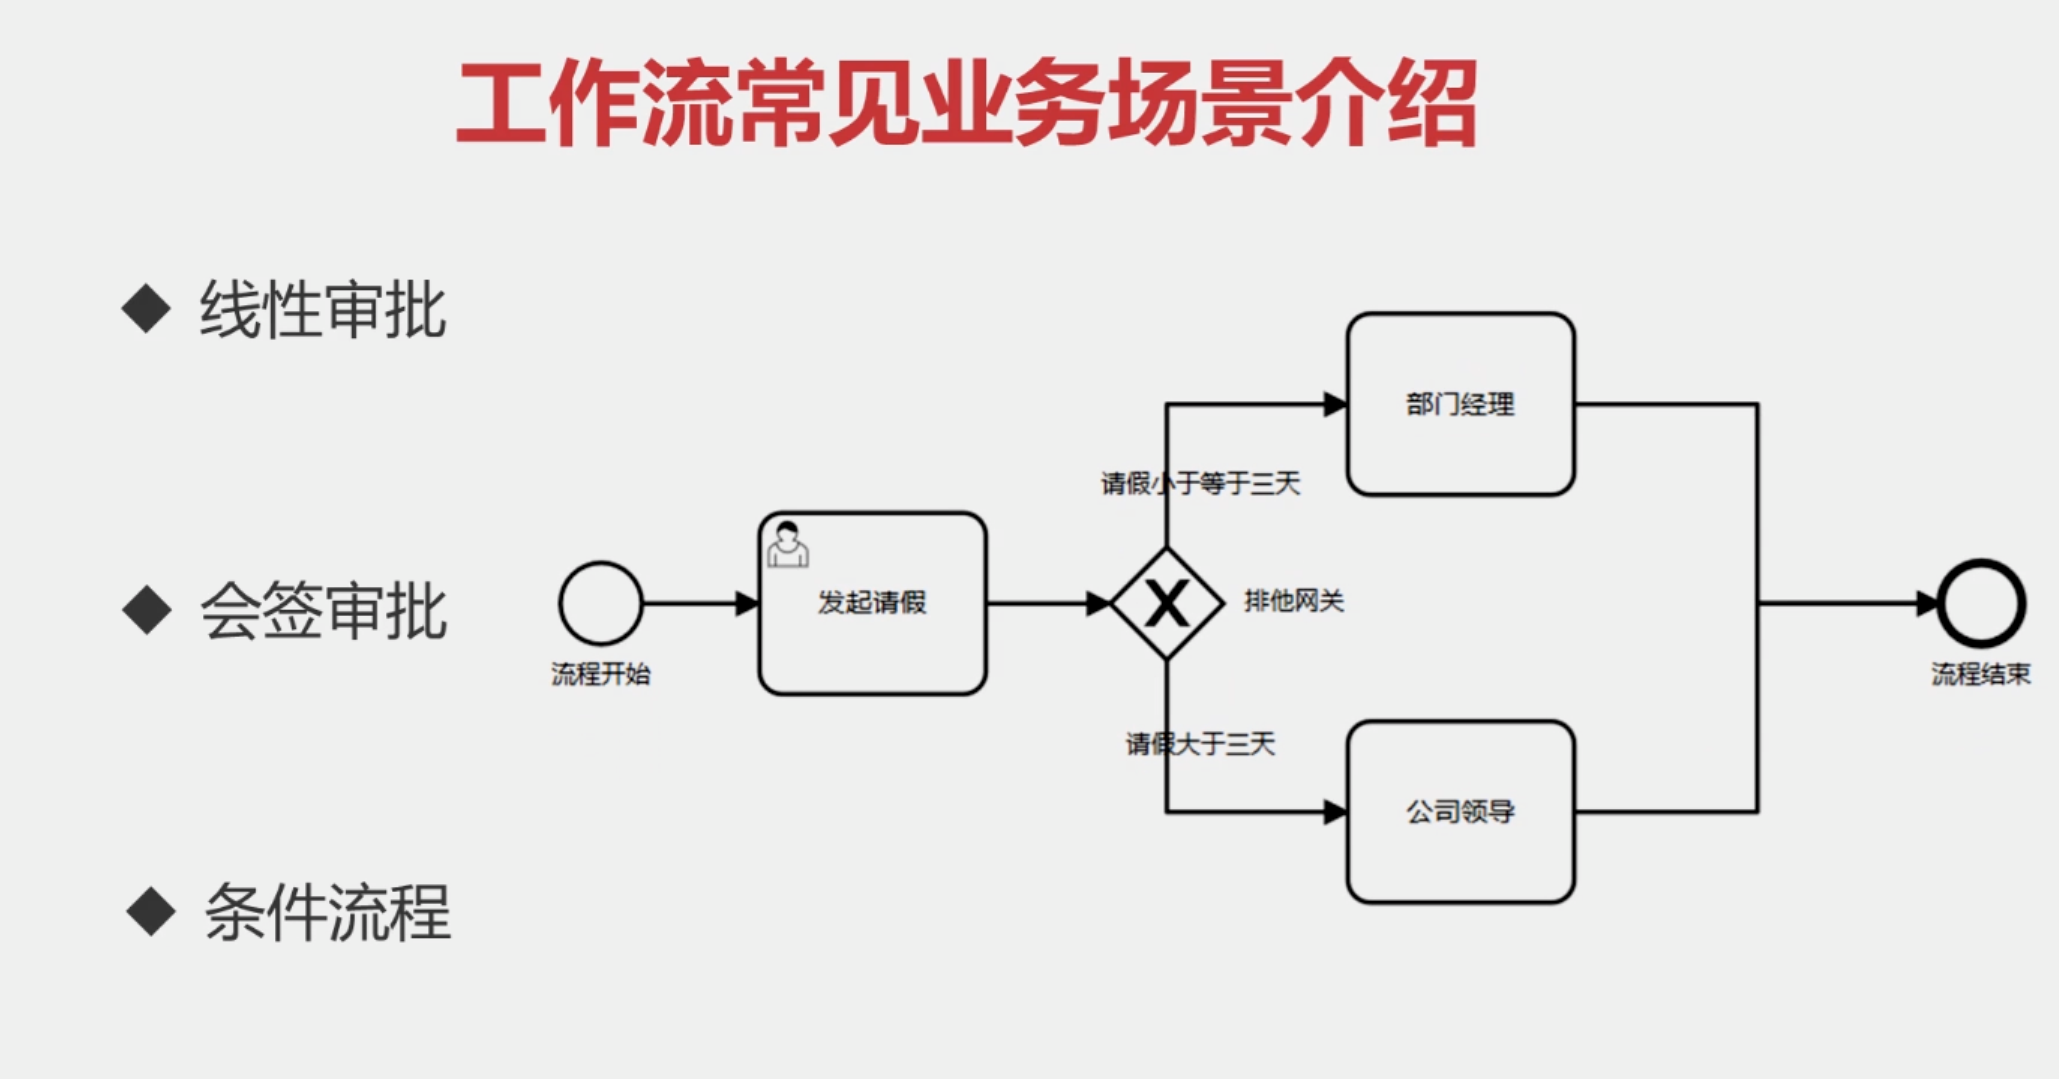 工作流常见业务场景介绍
线性审批
会签审批
条件流程
流程开始
发起请假
请假小于等于三天
排他网关
请假大于三天
部门经理
公司领导
流程结束